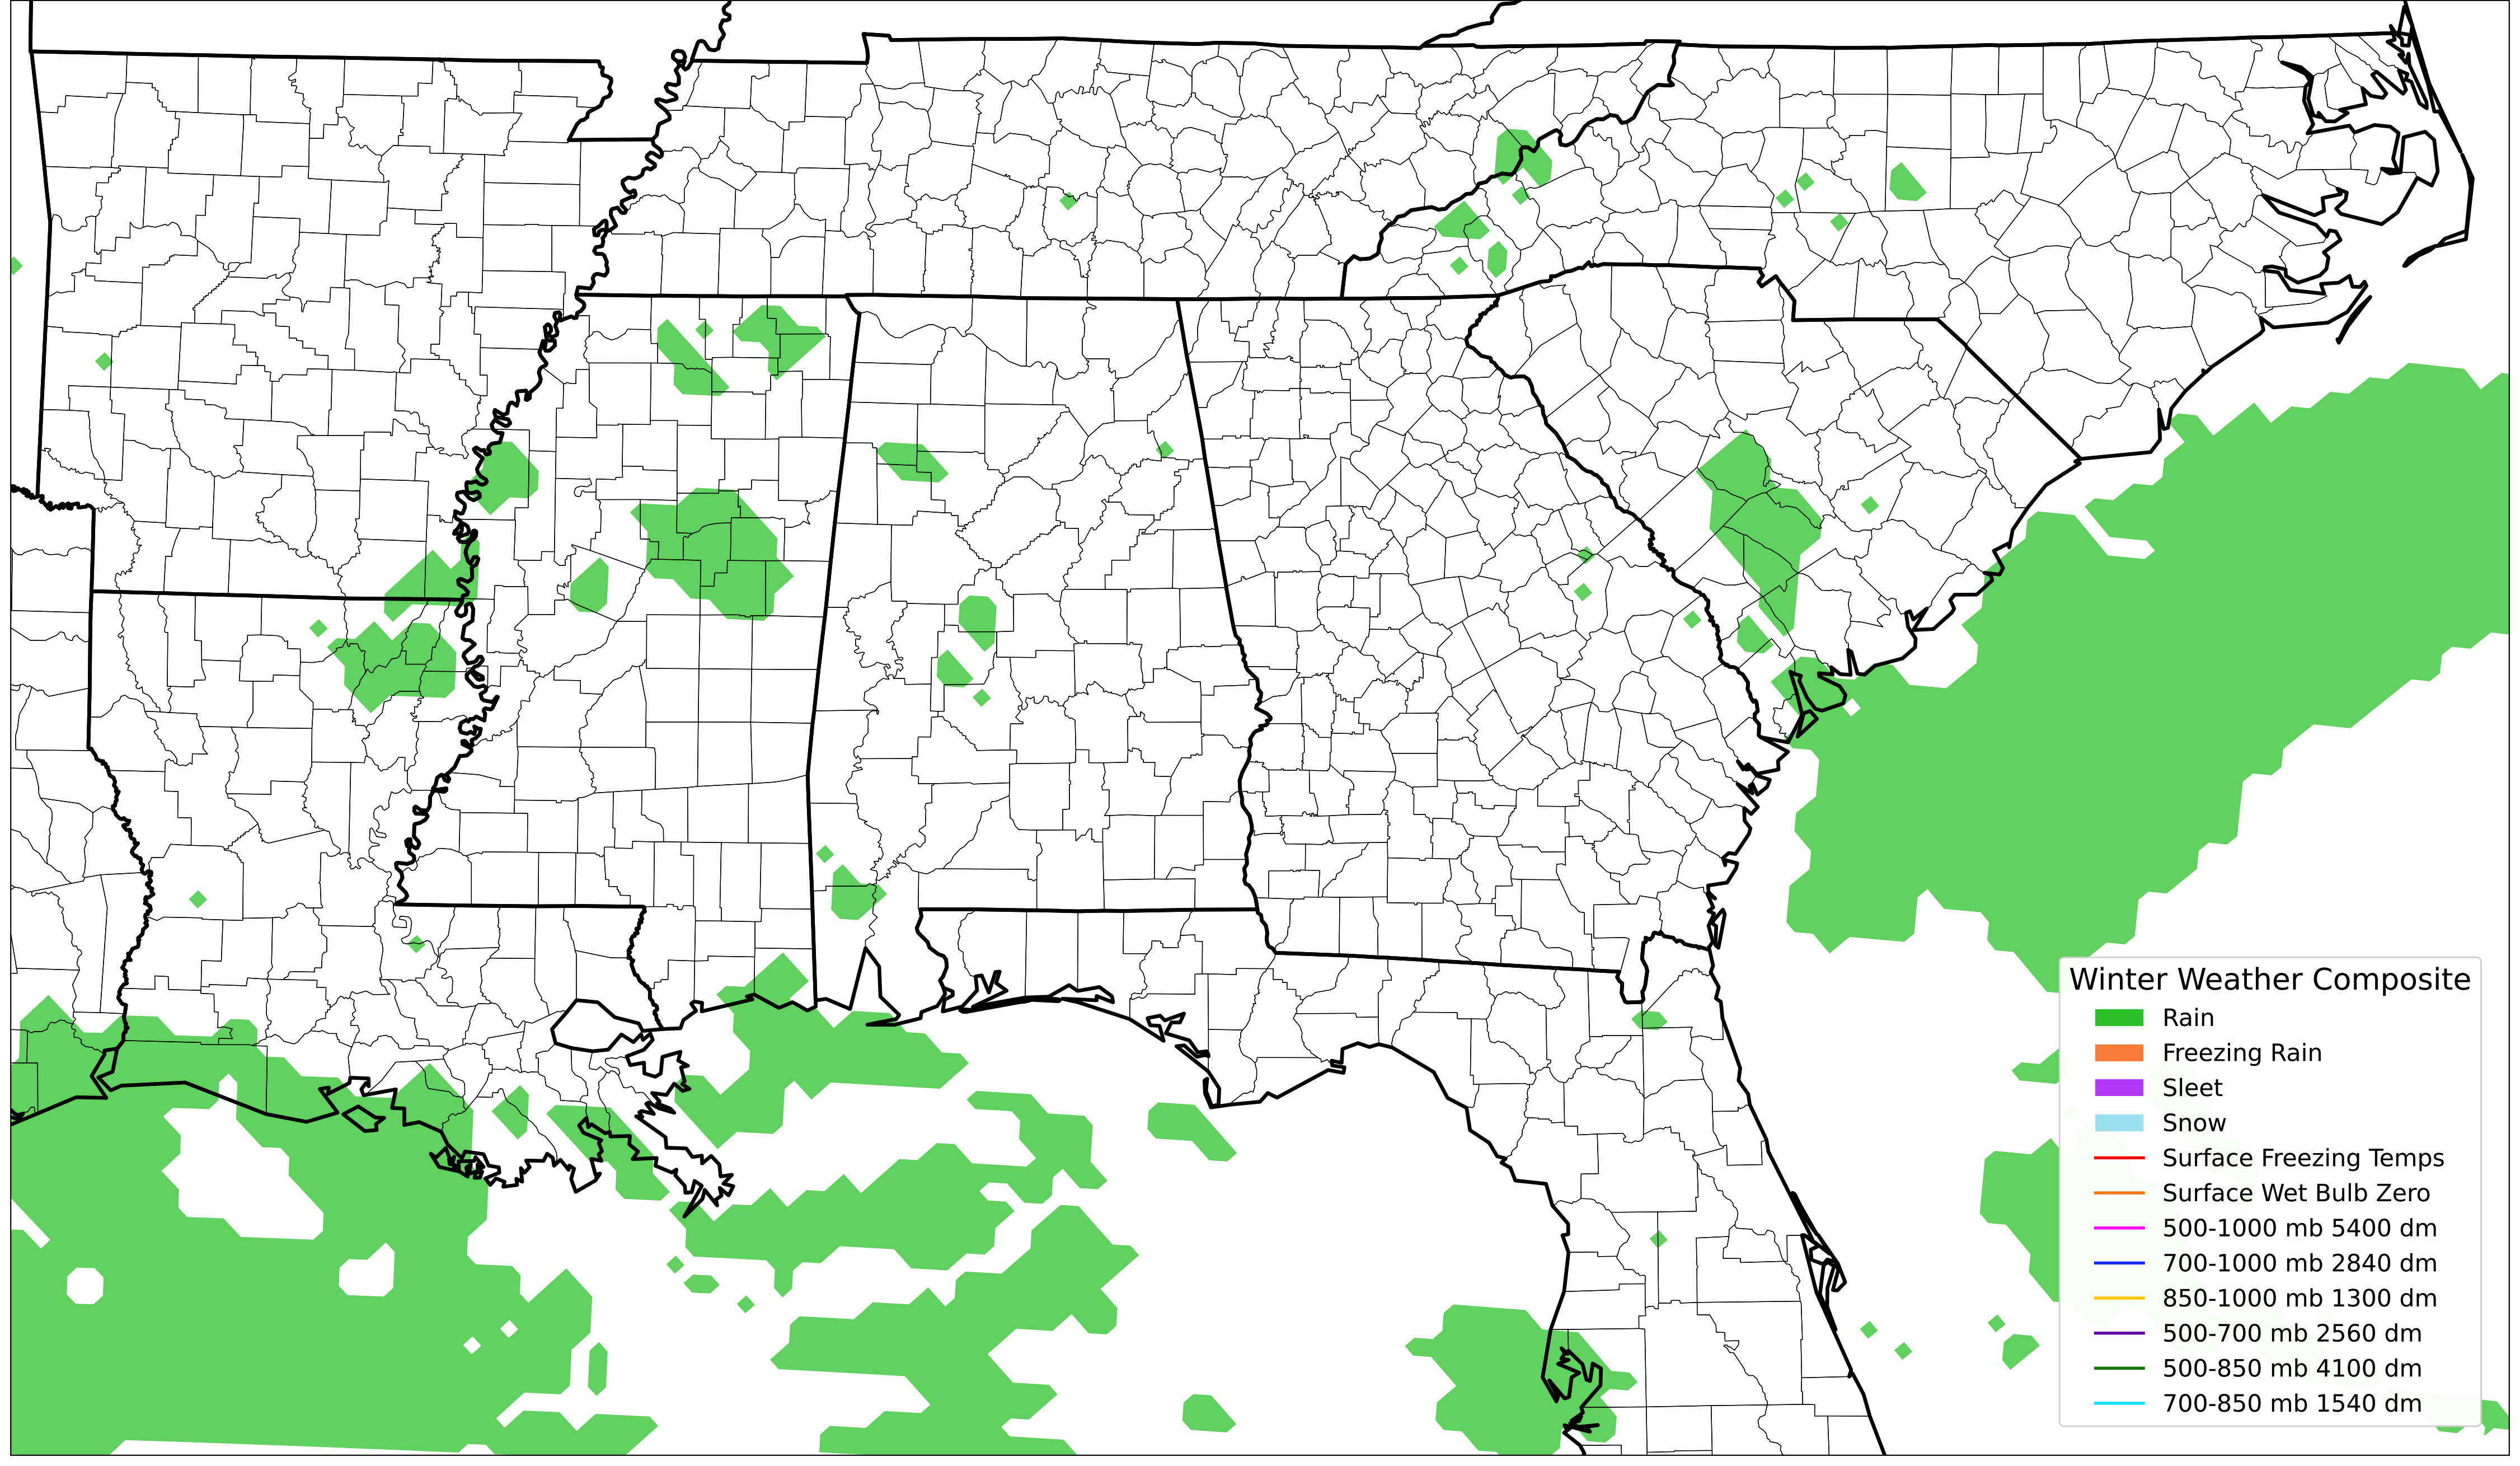 Winter Weather Composite
Rain
Freezing Rain
Sleet
Snow
Surface Freezing Temps
Surface Wet Bulb Zero
500-1000 mb 5400 dm
700-1000 mb 2840 dm
850-1000 mb 1300 dm
500-700 mb 2560 dm
500-850 mb 4100 dm
700-850 mb 1540 dm